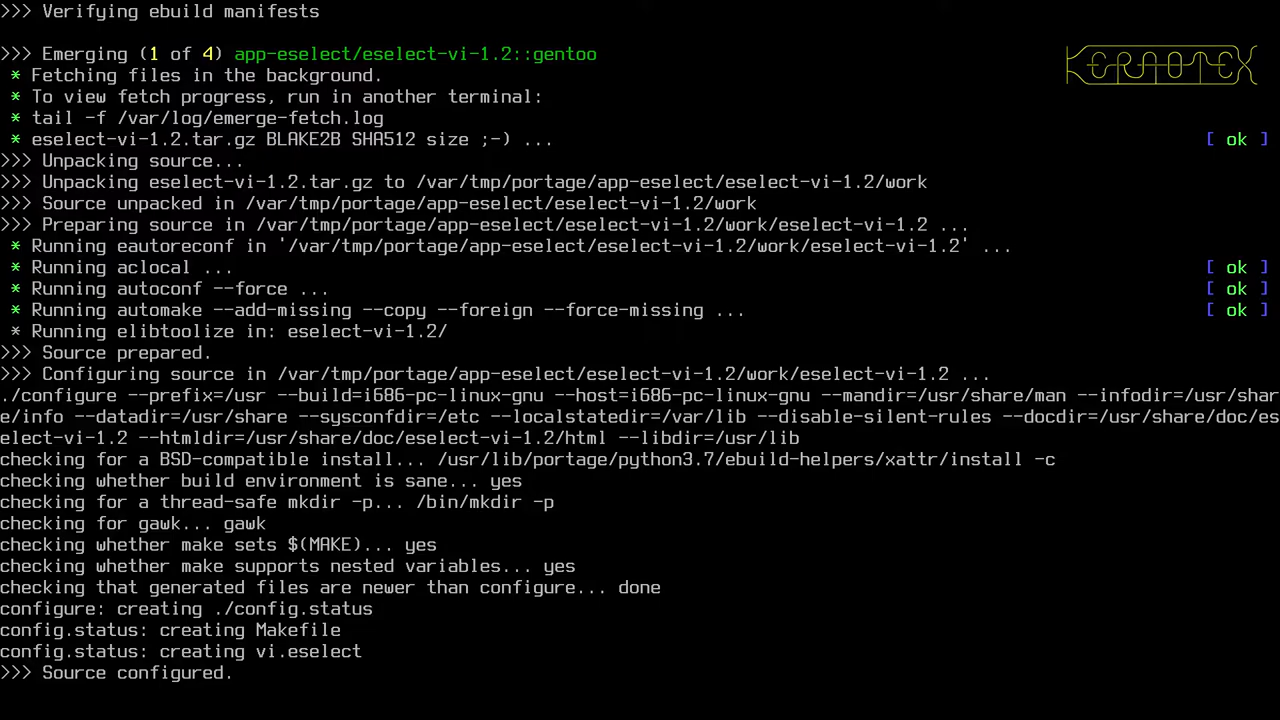 >>> Verifying ebuild manifests
>>> Emerging (1 of 4) app-eselect/eselect-vi-1.2::gentoo
KERNOTEX
* Fetching files in the background.
* To view fetch progress, run in another terminal:
* tail -f /var/log/emerge-fetch.log
* eselect-vi-1.2.tar.gz BLAKE2B SHA512 size ;-) ... [ ok ]
>>> Unpacking source...
>>> Unpacking eselect-vi-1.2.tar.gz to /var/tmp/portage/app-eselect/eselect-vi-1.2/work
>>> Source unpacked in /var/tmp/portage/app-eselect/eselect-vi-1.2/work
>>> Preparing source in /var/tmp/portage/app-eselect/eselect-vi-1.2/work/eselect-vi-1.2 ...
* Running eautoreconf in '/var/tmp/portage/app-eselect/eselect-vi-1.2/work/eselect-vi-1.2' ...
* Running aclocal ... [ ok ]
* Running autoconf --force ... [ ok ]
* Running automake --add-missing --copy --foreign --force-missing ... [ ok ]
* Running elibtoolize in: eselect-vi-1.2/
>>> Source prepared.
>>> Configuring source in /var/tmp/portage/app-eselect/eselect-vi-1.2/work/eselect-vi-1.2 ...
./configure --prefix=/usr --build=i686-pc-linux-gnu --host=i686-pc-linux-gnu --mandir=/usr/share/man --infodir=/usr/shar
e/info --datadir=/usr/share --sysconfdir=/etc --localstatedir=/var/lib --disable-silent-rules --docdir=/usr/share/doc/es
elect-vi-1.2 --htmldir=/usr/share/doc/eselect-vi-1.2/html --libdir=/usr/lib
checking for a BSD-compatible install... /usr/lib/portage/python3.7/ebuild-helpers/xattr/install -c
checking whether build environment is sane... yes
checking for a thread-safe mkdir -p... /bin/mkdir -p
checking for gawk... gawk
checking whether make sets $(MAKE)... yes
checking whether make supports nested variables... yes
checking that generated files are newer than configure... done
configure: creating ./config.status
config.status: creating Makefile
config.status: creating vi.eselect
>>> Source configured.